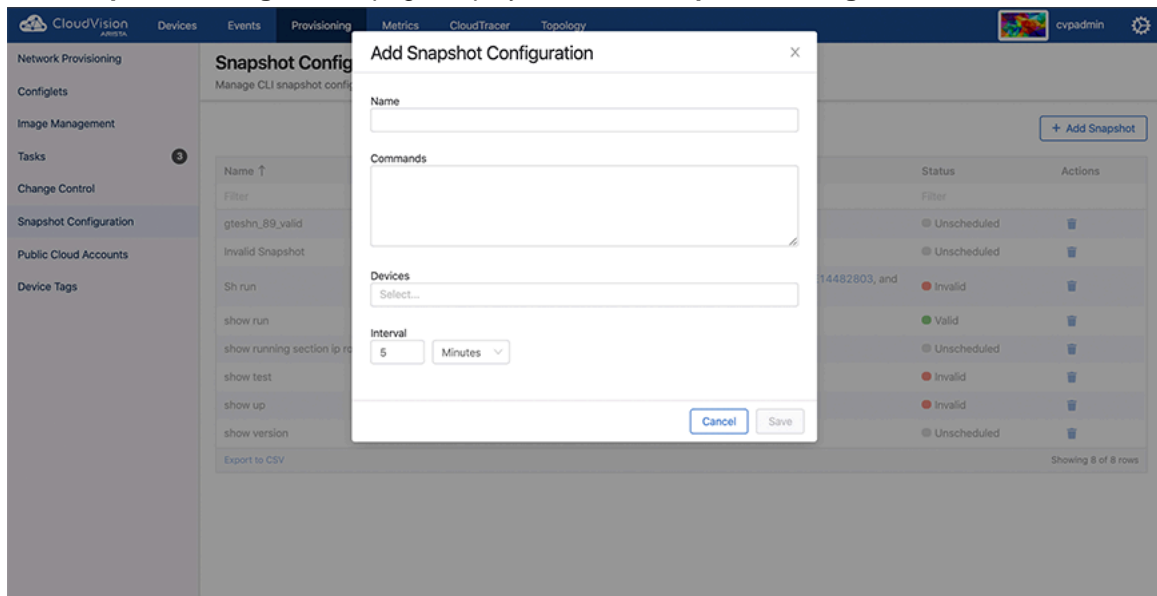 CloudVision
ARISTA
Devices
Events
Provisioning
Metrics
CloudTracer
Topology
cvpadmin
Network Provisioning
Configlets
Image Management
Tasks
3
Change Control
Snapshot Configuration
Public Cloud Accounts
Device Tags
Snapshot Config
Manage CLI snapshot config
+ Add Snapshot
Add Snapshot Configuration
×
Name
Commands
Devices
Select...
Interval
5
Minutes
Cancel
Save
Name ↑
Status
Actions
Filter
Filter
gteshn_89_valid
Unscheduled
Invalid Snapshot
Unscheduled
Sh run
14482803, and
Invalid
show run
Valid
show running section ip ro
Unscheduled
show test
Invalid
show up
Invalid
show version
Unscheduled
Export to CSV
Showing 8 of 8 rows